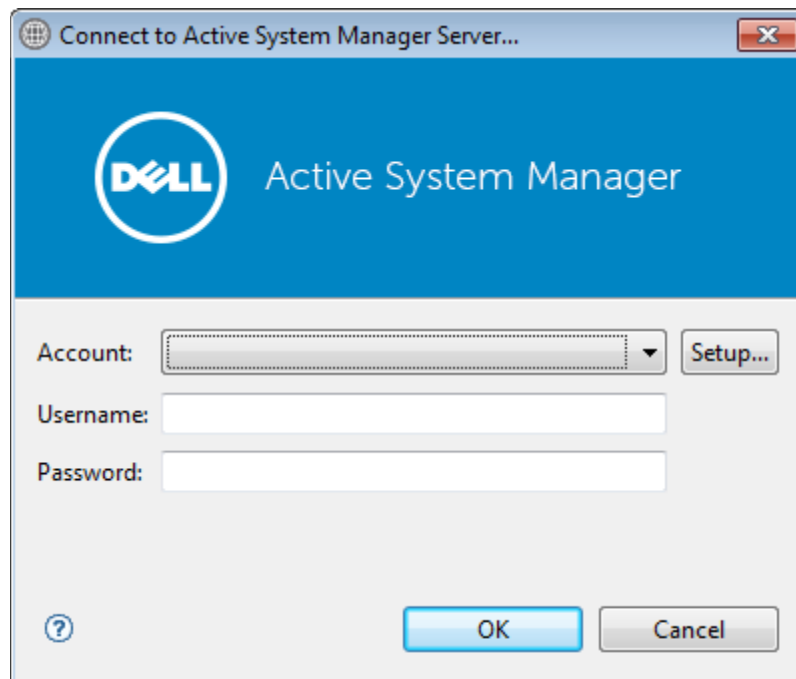 Connect to Active System Manager Server...
DELL
Active System Manager
Account:
Setup...
Username:
Password:
?
OK
Cancel